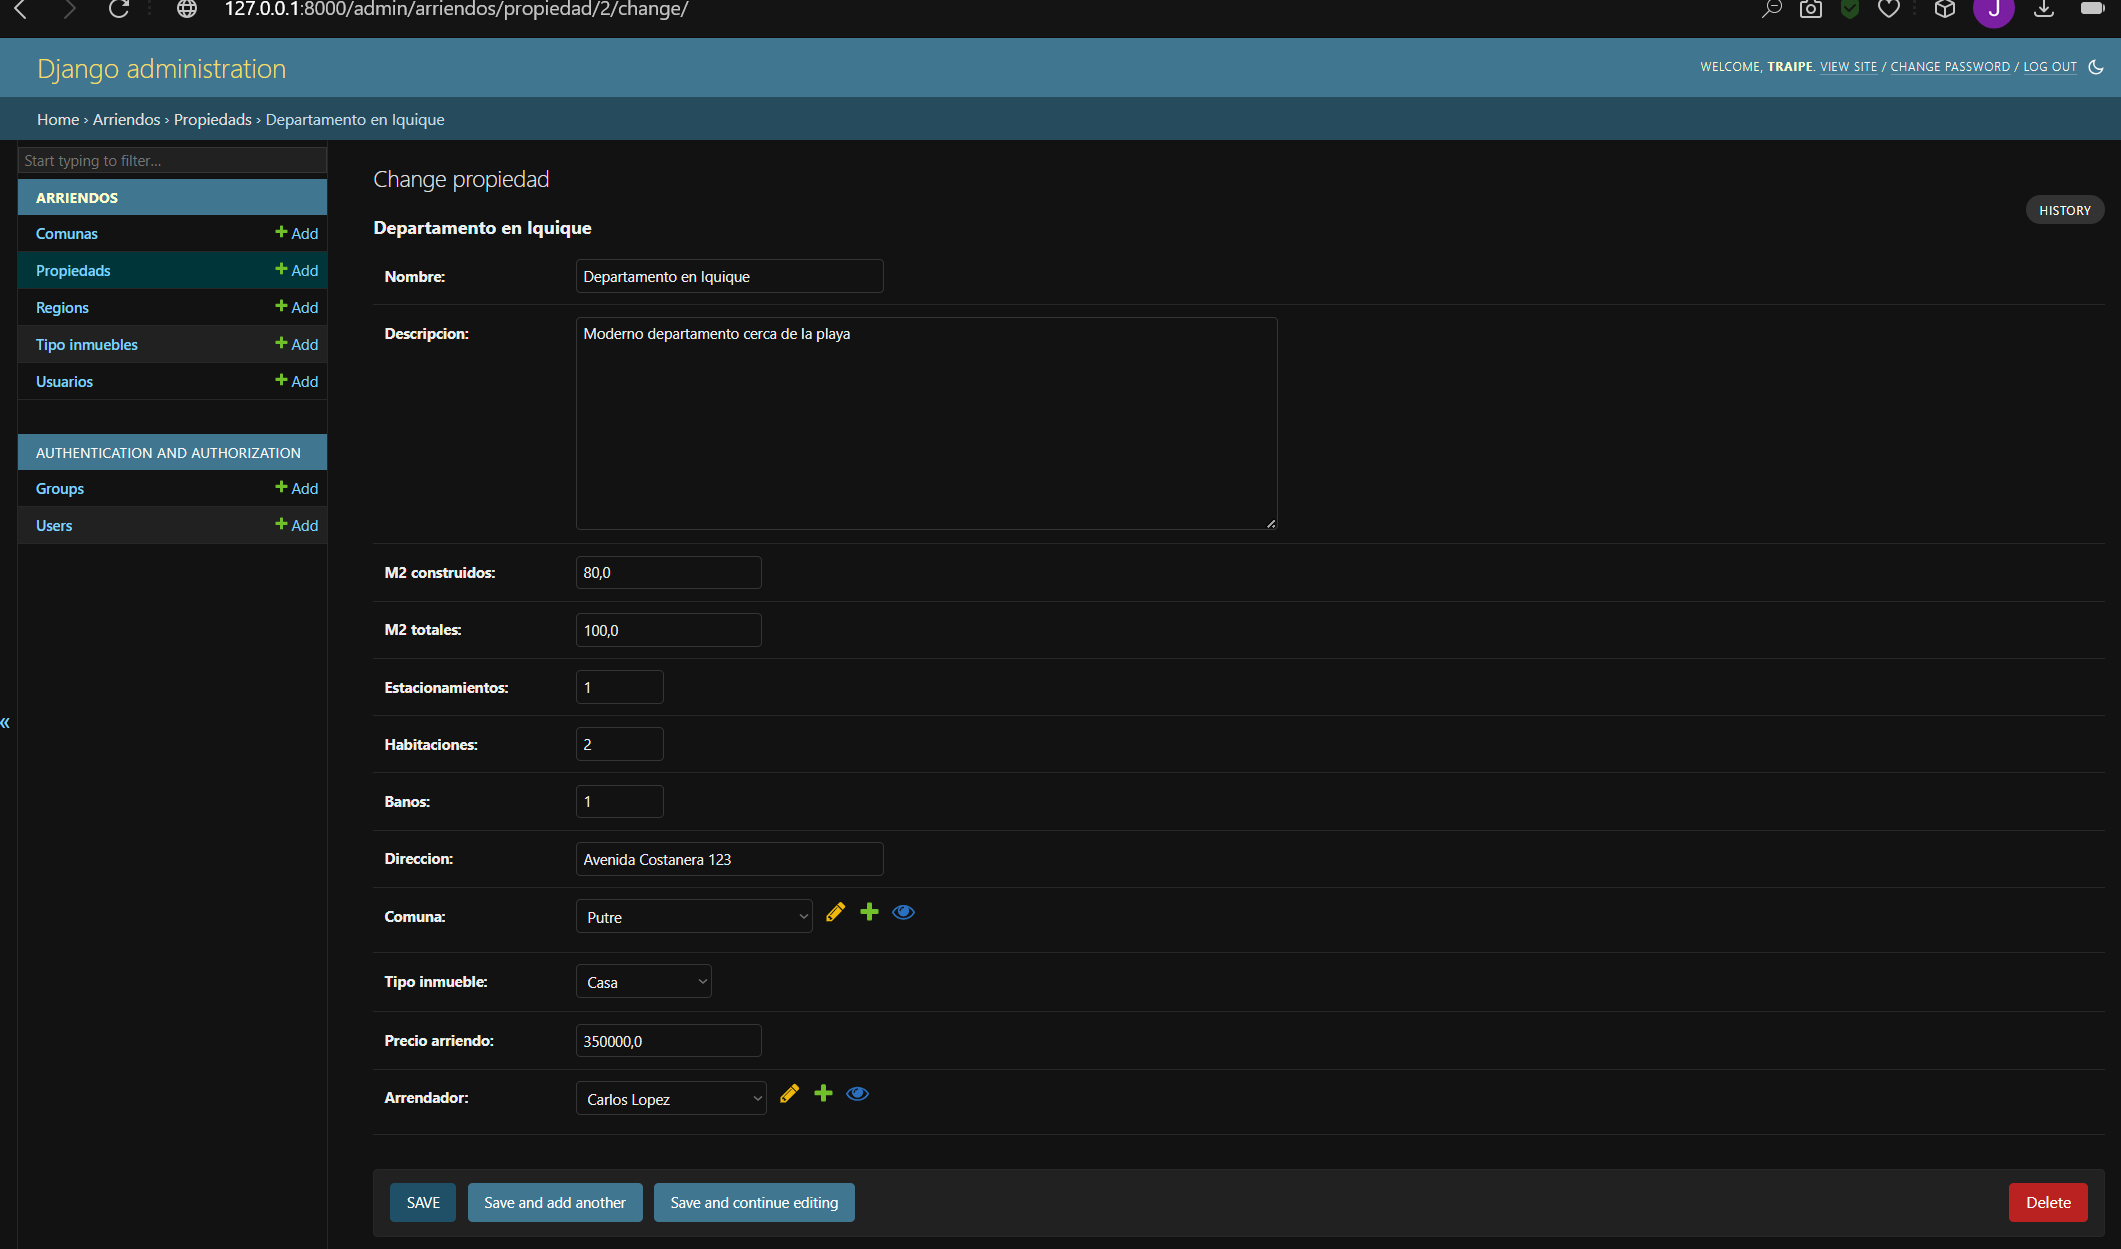 127.0.0.1:8000/admin/arriendos/propiedad/2/change/
J
Django administration
WELCOME, TRAIPE. VIEW SITE / CHANGE PASSWORD / LOG OUT
Home › Arriendos › Propiedads › Departamento en Iquique
Start typing to filter...
ARRIENDOS
Comunas + Add
Propiedads + Add
Regions + Add
Tipo inmuebles + Add
Usuarios + Add
AUTHENTICATION AND AUTHORIZATION
Groups + Add
Users + Add
«
Change propiedad
HISTORY
Departamento en Iquique
Nombre: Departamento en Iquique
Descripcion: Moderno departamento cerca de la playa
M2 construidos: 80,0
M2 totales: 100,0
Estacionamientos: 1
Habitaciones: 2
Banos: 1
Direccion: Avenida Costanera 123
Comuna: Putre
Tipo inmueble: Casa
Precio arriendo: 350000,0
Arrendador: Carlos Lopez
SAVE Save and add another Save and continue editing Delete